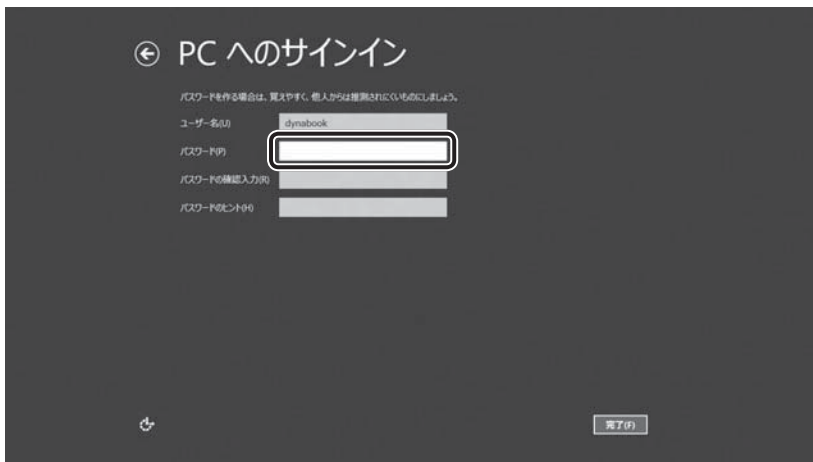 PC へのサインイン
パスワードを作る場合は、覚えやすく、他人からは推測されにくいものにしましょう。
ユーザー名(U) dynabook
パスワード(P)
パスワードの確認入力(R)
パスワードのヒント(H)
完了(F)